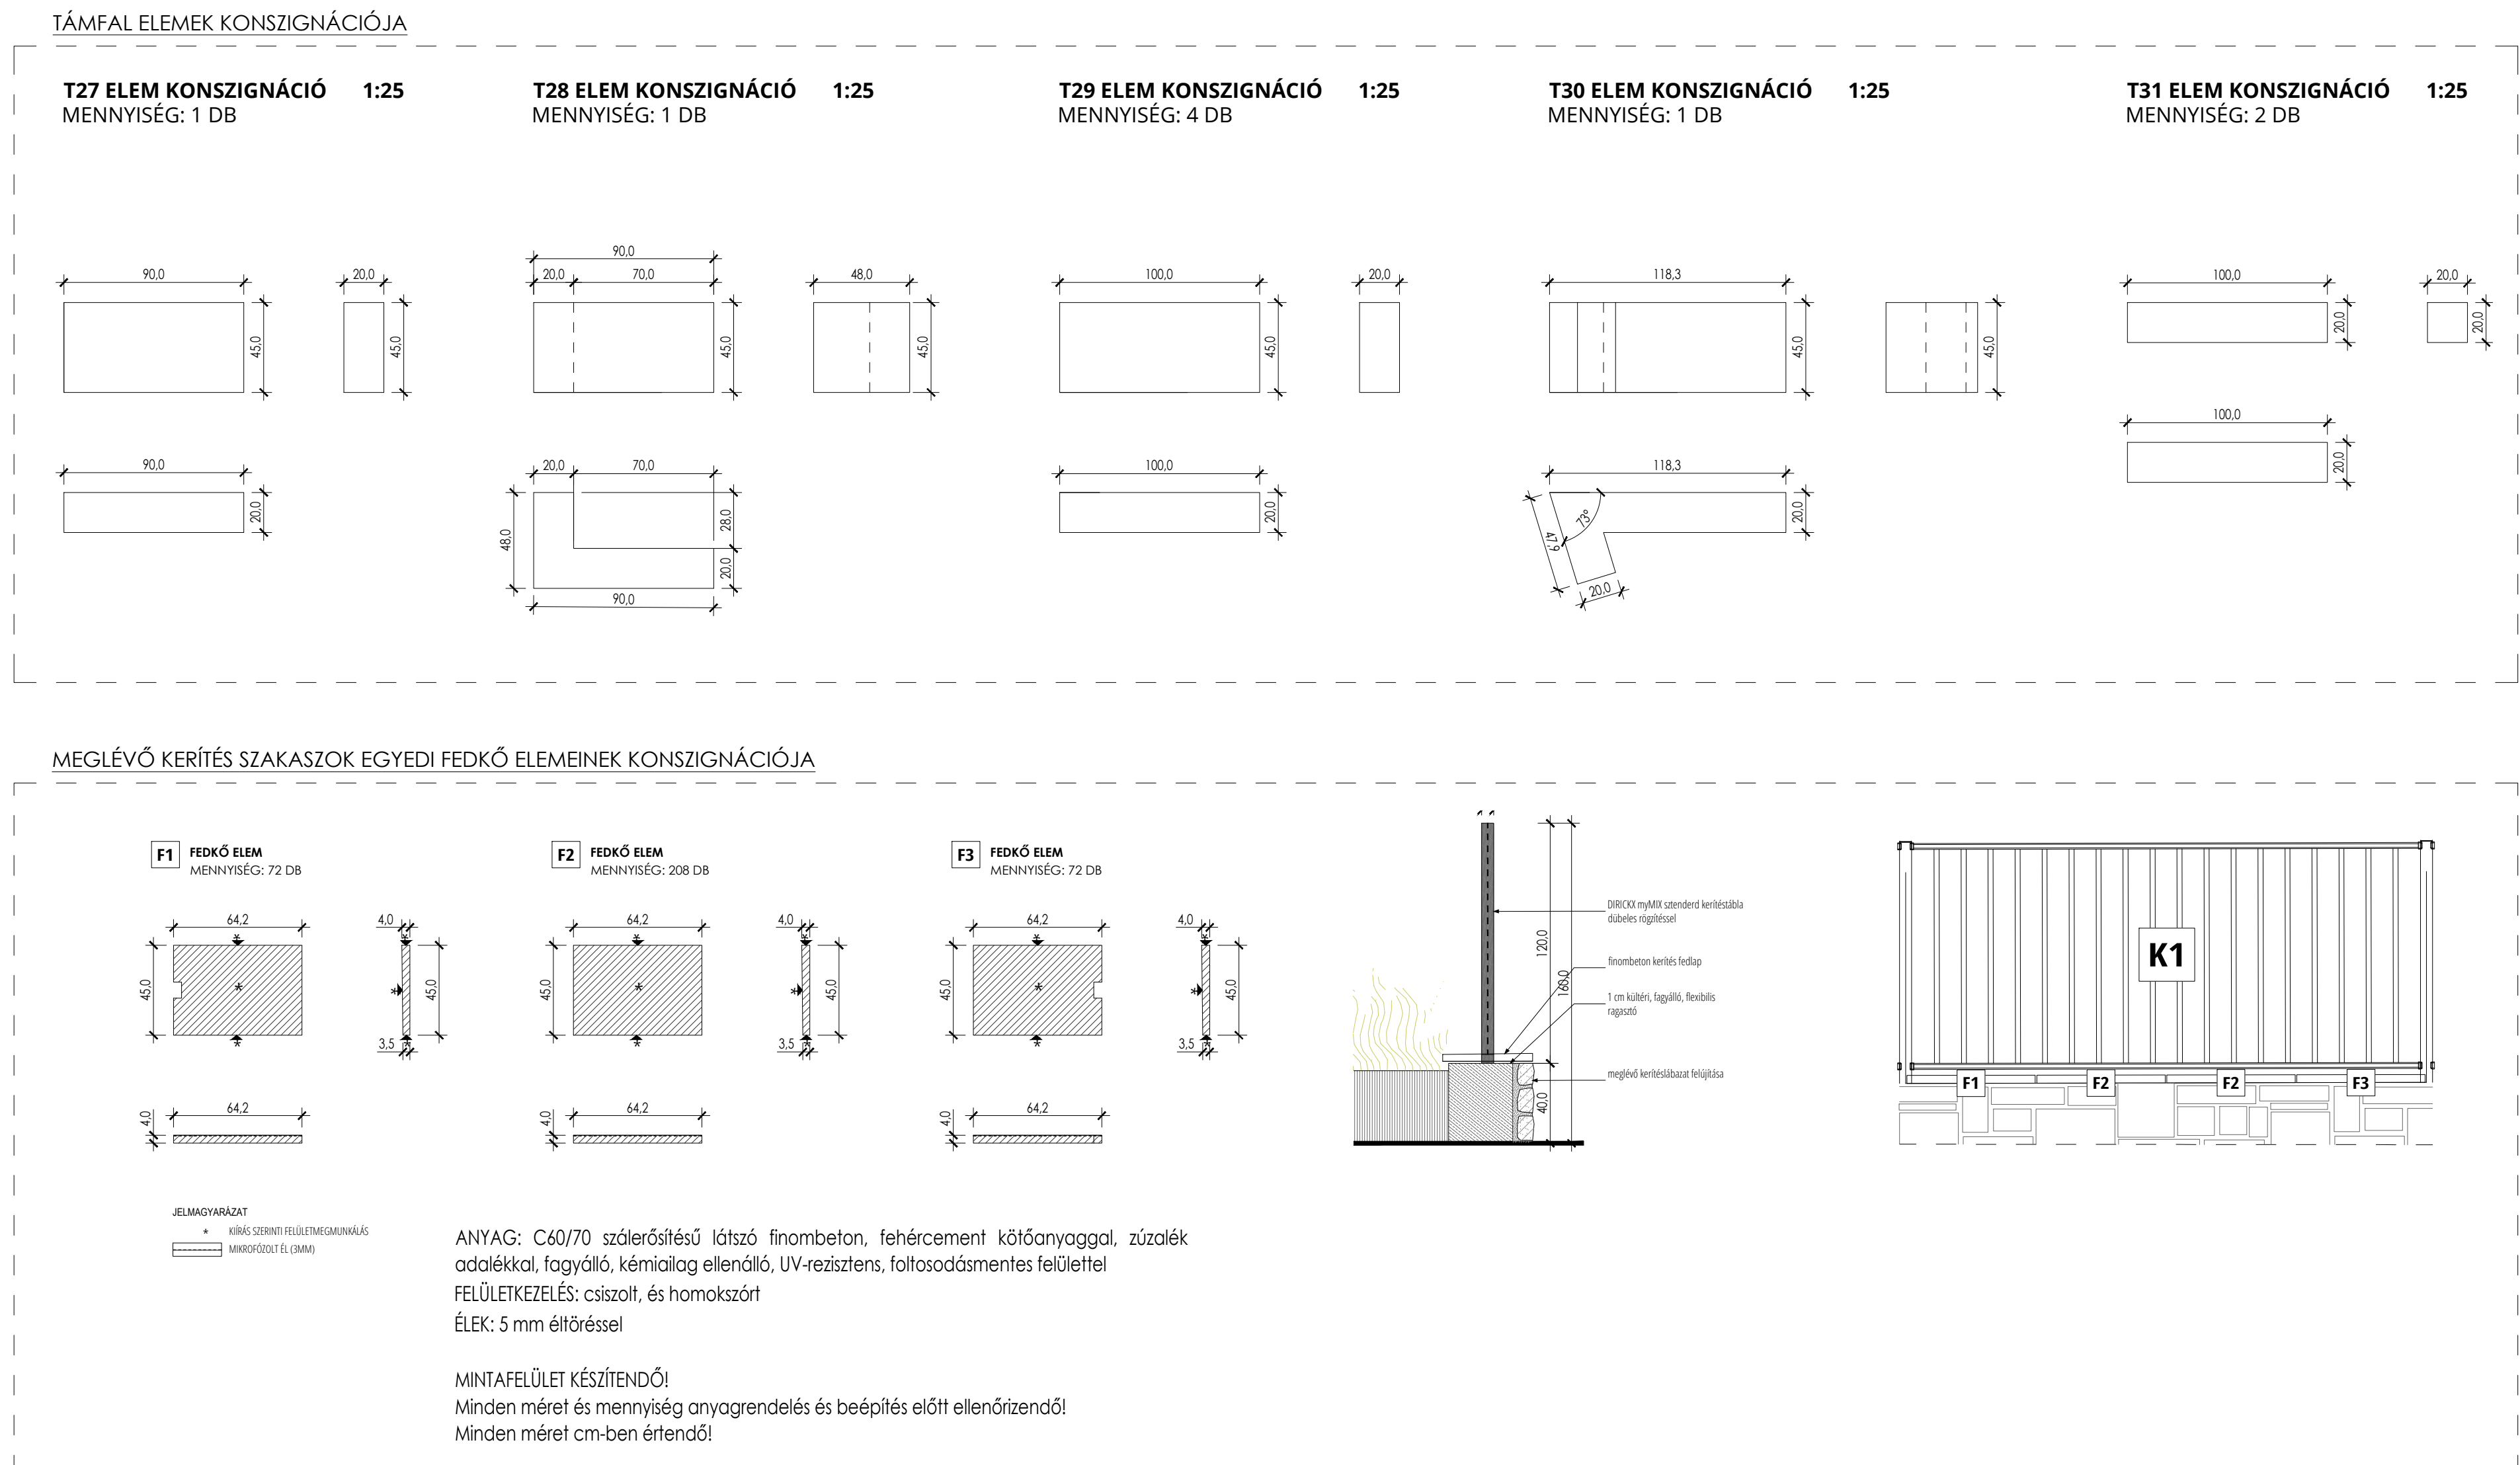 TÁMFAL ELEMEK KONSZIGNÁCIÓJA
T27 ELEM KONSZIGNÁCIÓ 1:25
MENNYISÉG: 1 DB
90,0
20,0
45,0
45,0
90,0
20,0
T28 ELEM KONSZIGNÁCIÓ 1:25
MENNYISÉG: 1 DB
90,0
20,0 70,0
48,0
45,0
45,0
20,0 70,0
48,0
28,0
20,0
90,0
T29 ELEM KONSZIGNÁCIÓ 1:25
MENNYISÉG: 4 DB
100,0
20,0
45,0
100,0
20,0
T30 ELEM KONSZIGNÁCIÓ 1:25
MENNYISÉG: 1 DB
118,3
45,0
45,0
118,3
73°
47,9
20,0
20,0
T31 ELEM KONSZIGNÁCIÓ 1:25
MENNYISÉG: 2 DB
100,0
20,0
20,0
20,0
100,0
20,0
MEGLÉVŐ KERÍTÉS SZAKASZOK EGYEDI FEDKŐ ELEMEINEK KONSZIGNÁCIÓJA
F1 FEDKŐ ELEM
MENNYISÉG: 72 DB
64,2
4,0
*
*
45,0
*
*
45,0
*
*
3,5
64,2
4,0
F2 FEDKŐ ELEM
MENNYISÉG: 208 DB
64,2
4,0
*
*
45,0
*
*
45,0
*
*
3,5
64,2
4,0
F3 FEDKŐ ELEM
MENNYISÉG: 72 DB
64,2
4,0
*
*
45,0
*
*
45,0
*
*
3,5
64,2
4,0
DIRICKX myMIX sztenderd kerítéstábla
dübeles rögzítéssel
120,0
finombeton kerítés fedlap
160,0
1 cm kültéri, fagyálló, flexibilis
ragasztó
meglévő kerítéslábazat felújítása
40,0
K1
F1 F2 F2 F3
JELMAGYARÁZAT
* KIÍRÁS SZERINTI FELÜLETMEGMUNKÁLÁS
MIKROFÓZOLT ÉL (3MM)
ANYAG: C60/70 szálerősítésű látszó finombeton, fehércement kötőanyaggal, zúzalék
adalékkal, fagyálló, kémiailag ellenálló, UV-rezisztens, foltosodásmentes felülettel
FELÜLETKEZELÉS: csiszolt, és homokszórt
ÉLEK: 5 mm éltöréssel
MINTAFELÜLET KÉSZÍTENDŐ!
Minden méret és mennyiség anyagrendelés és beépítés előtt ellenőrizendő!
Minden méret cm-ben értendő!